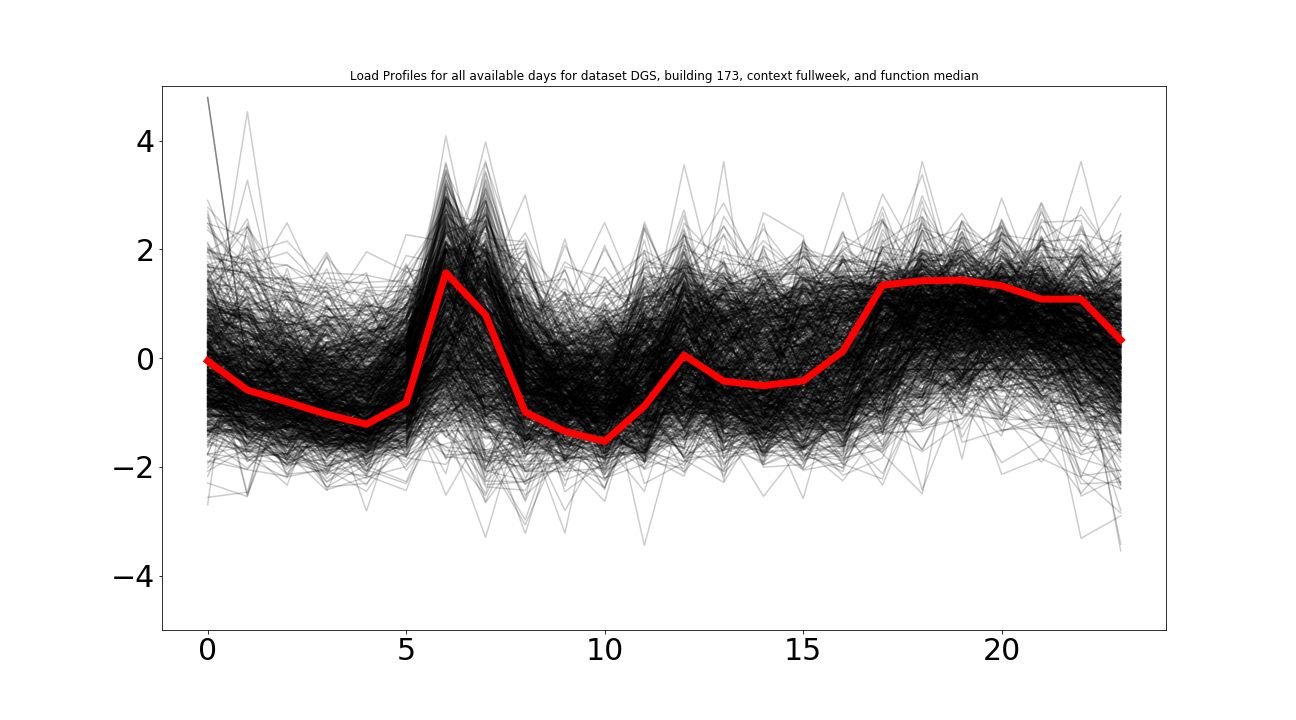 Load Profiles for all available days for dataset DGS, building 173, context fullweek, and function median
4
2
0
−2
−4
0 5 10 15 20